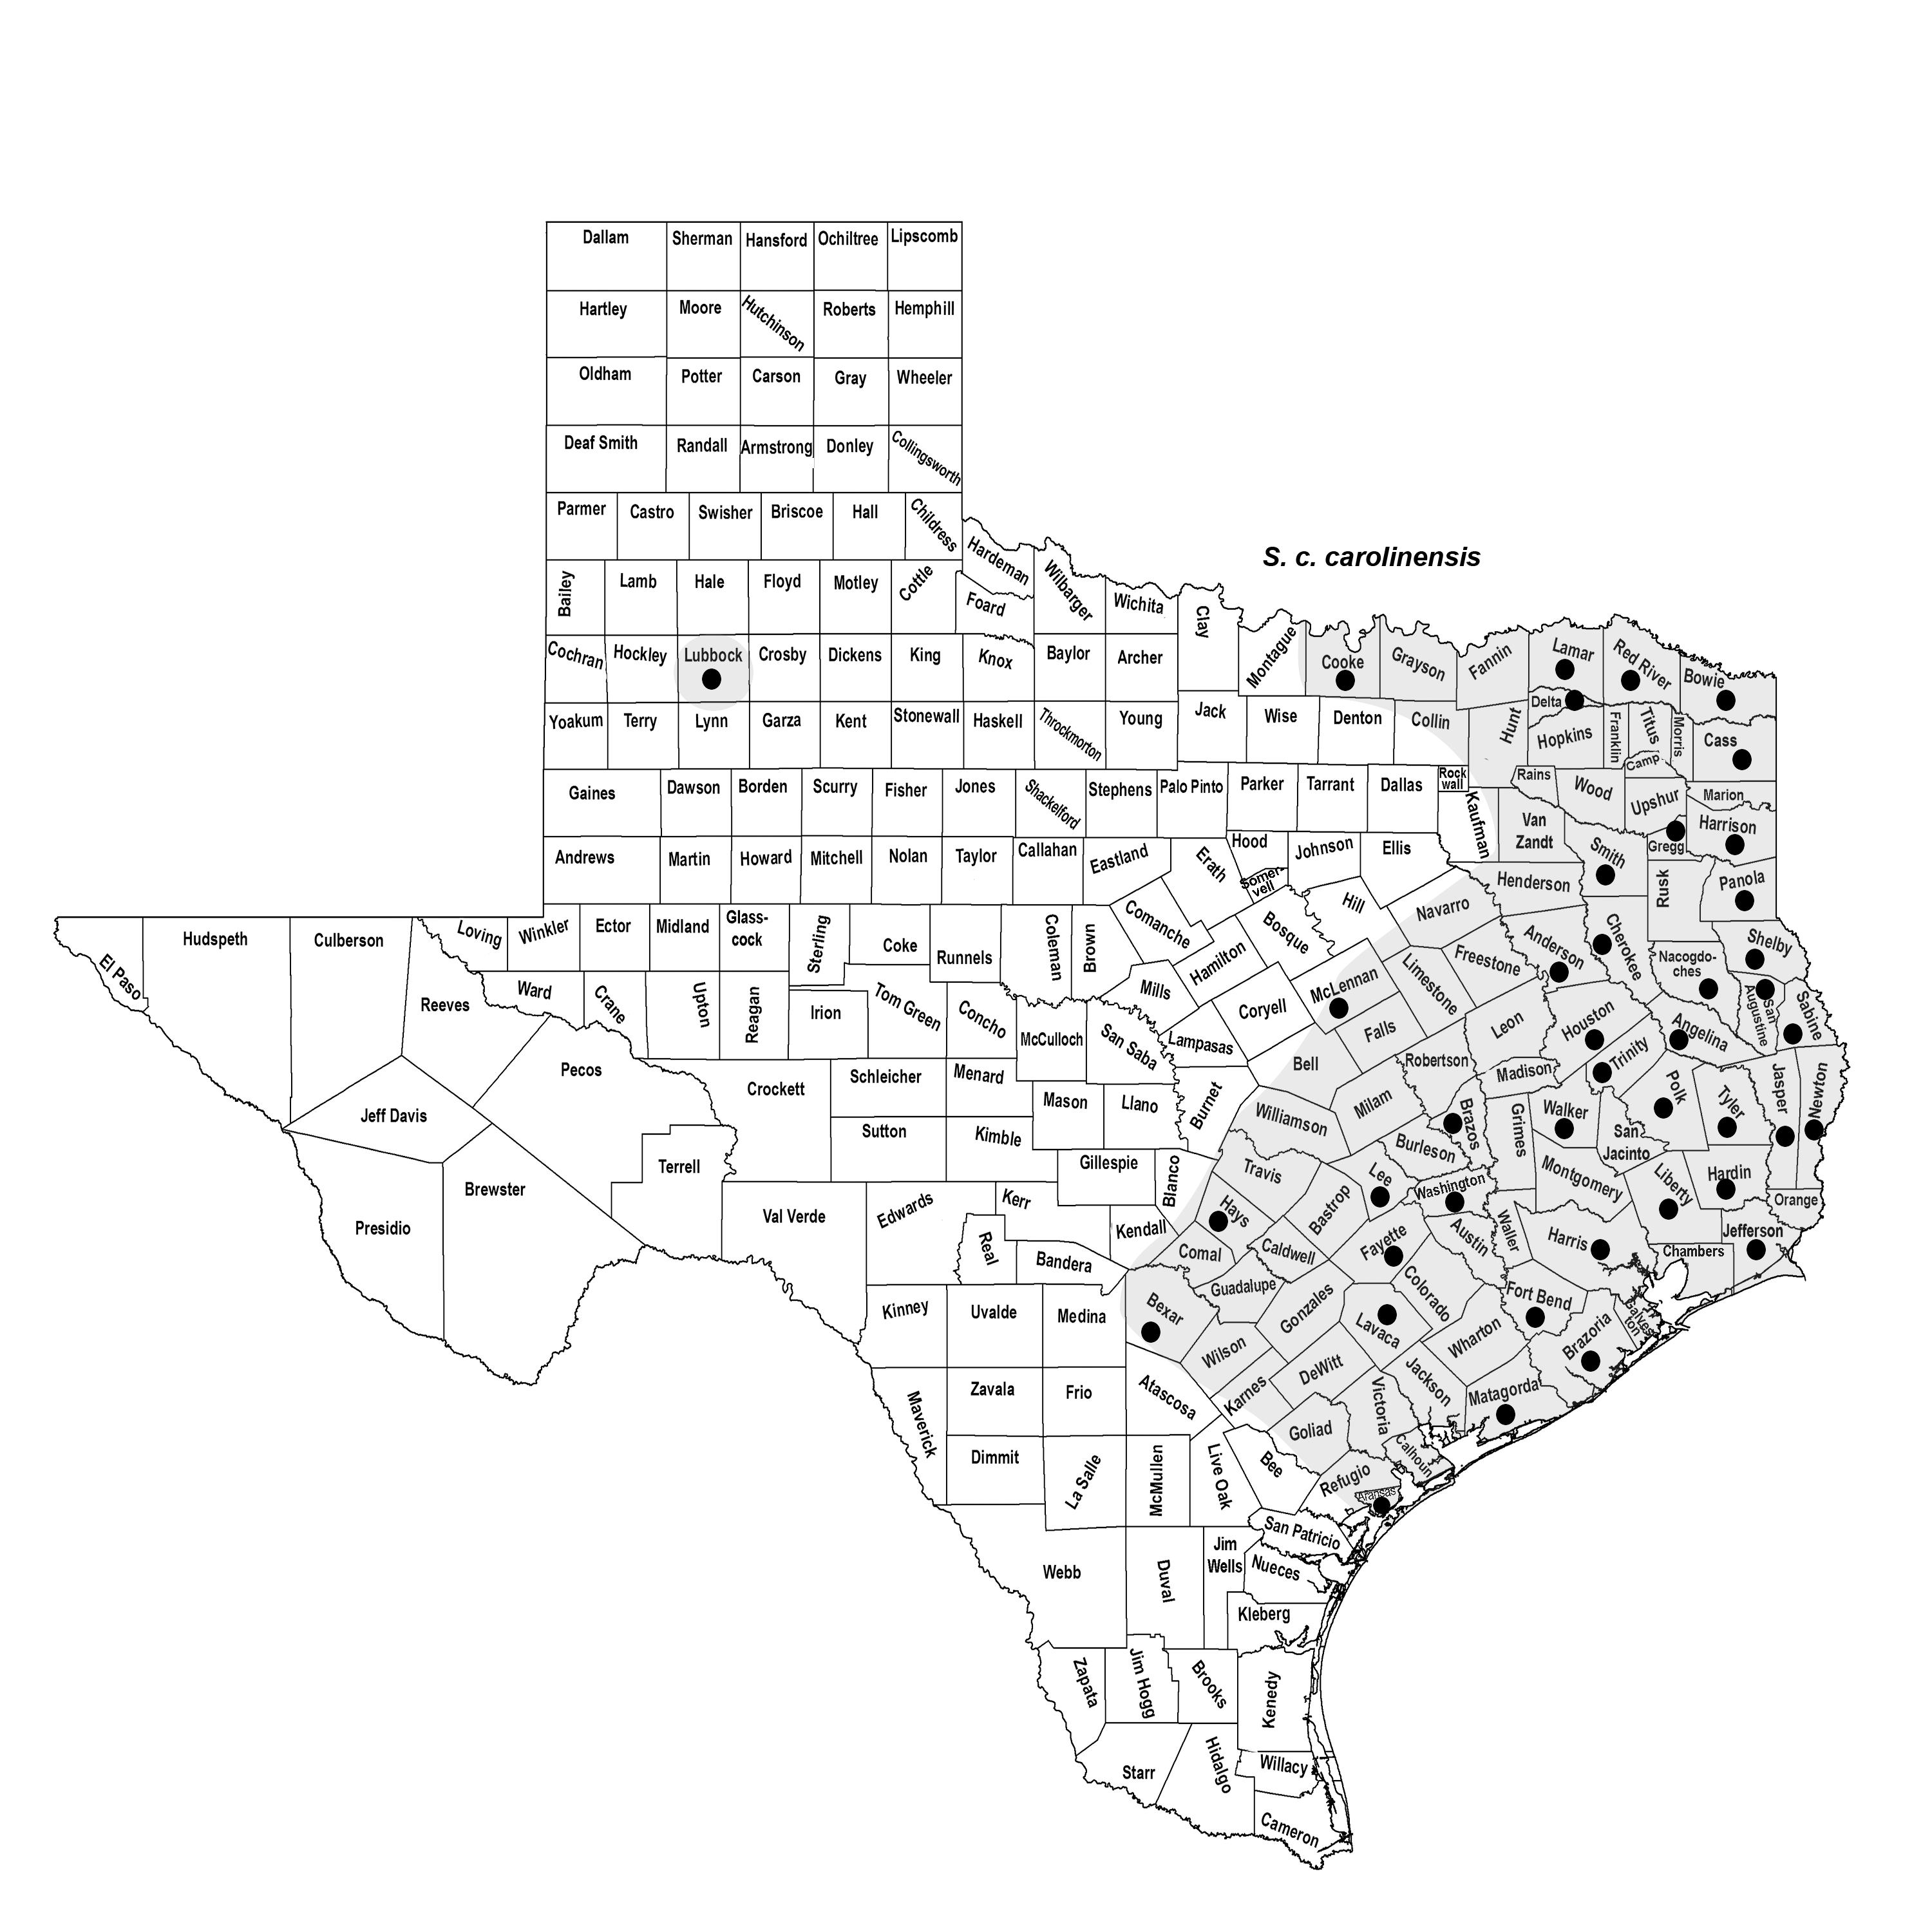 Dallam Sherman Hansford Ochiltree Lipscomb
Hartley Moore Hutchinson Roberts Hemphill
Oldham Potter Carson Gray Wheeler
Deaf Smith Randall Armstrong Donley Collingsworth
Parmer Castro Swisher Briscoe Hall Childress
Hardeman
S. c. carolinensis
Bailey Lamb Hale Floyd Motley Cottle Foard Wilbarger Wichita Clay
Cochran Hockley Lubbock Crosby Dickens King Knox Baylor Archer Montague Cooke Grayson Fannin Lamar Red River Bowie
Yoakum Terry Lynn Garza Kent Stonewall Haskell Throckmorton Young Jack Wise Denton Collin Hunt Delta Hopkins Franklin Titus Morris Cass
Gaines Dawson Borden Scurry Fisher Jones Shackelford Stephens Palo Pinto Parker Tarrant Dallas
Rock
wall
Kaufman Rains Wood Camp Upshur Marion
Van
Zandt
Smith Gregg Harrison
Andrews Martin Howard Mitchell Nolan Taylor Callahan Eastland Erath Hood
Somer-
vell
Johnson Ellis Henderson Rusk Panola
El Paso Hudspeth Culberson Loving Winkler Ector Midland
Glass-
cock
Sterling Coke Runnels Coleman Brown Comanche Hamilton Bosque Hill Navarro Anderson Cherokee
Nacogdo-
ches
Shelby
Reeves Ward Crane Upton Reagan Irion Tom Green Concho McCulloch San Saba Mills Lampasas Coryell McLennan Limestone Freestone Falls Leon Houston Trinity Angelina
San
Augustine
Sabine
Jeff Davis Pecos Crockett Schleicher Menard Mason Llano Burnet Bell Williamson Milam Robertson Madison Brazos Grimes Walker Polk Tyler Jasper Newton
Sutton Kimble Gillespie Blanco Travis Burleson
San
Jacinto
Presidio Brewster Terrell Val Verde Edwards Kerr Real Kendall Bandera Hays Comal Caldwell Bastrop Lee Washington Fayette Austin Waller Montgomery Harris Liberty Hardin Orange Jefferson Chambers
Kinney Uvalde Medina Bexar Guadalupe Gonzales Lavaca Colorado Fort Bend Wharton Brazoria
Galves-
ton
Maverick Zavala Frio Atascosa Wilson Karnes DeWitt Victoria Jackson Matagorda
Dimmit La Salle McMullen Live Oak Bee Goliad Refugio Calhoun Aransas
San Patricio
Webb Duval
Jim
Wells
Nueces
Kleberg
Zapata Jim Hogg Brooks Kenedy
Starr Hidalgo Willacy
Cameron